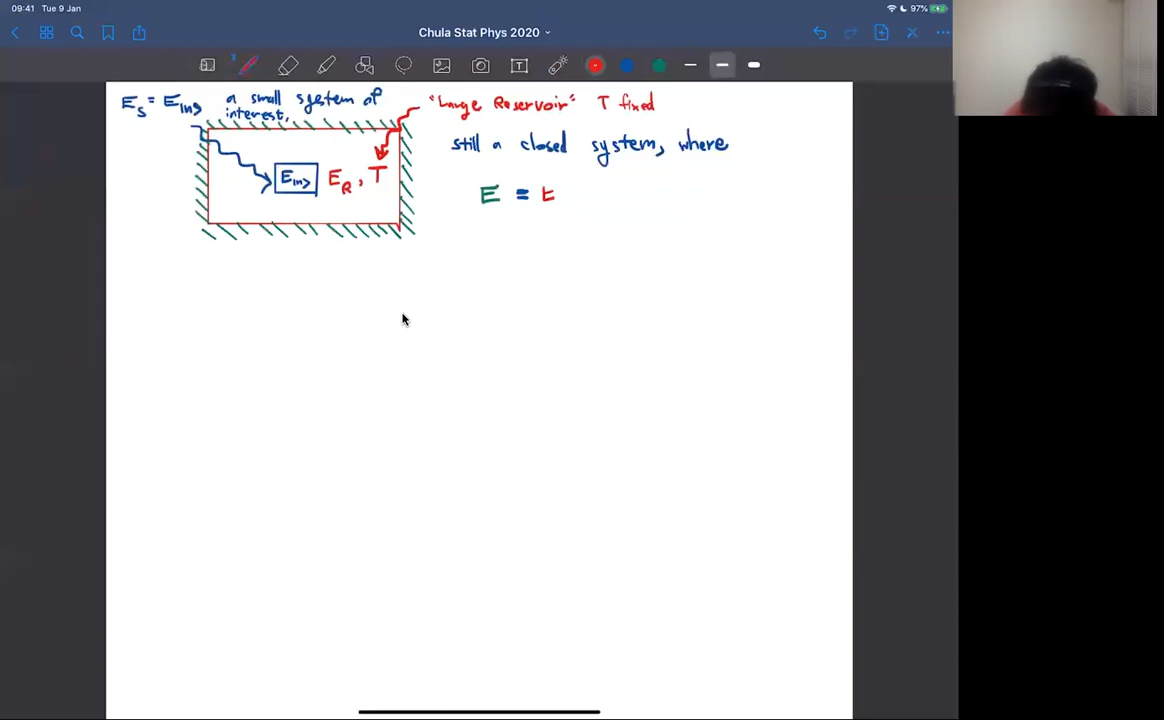 09:41 Tue 9 Jan
97%
Chula Stat Phys 2020
E_S = E_{|n>} a small system of interest,
"Large Reservoir" T fixed
still a closed system, where
E_{|n>} E_R, T
E = E